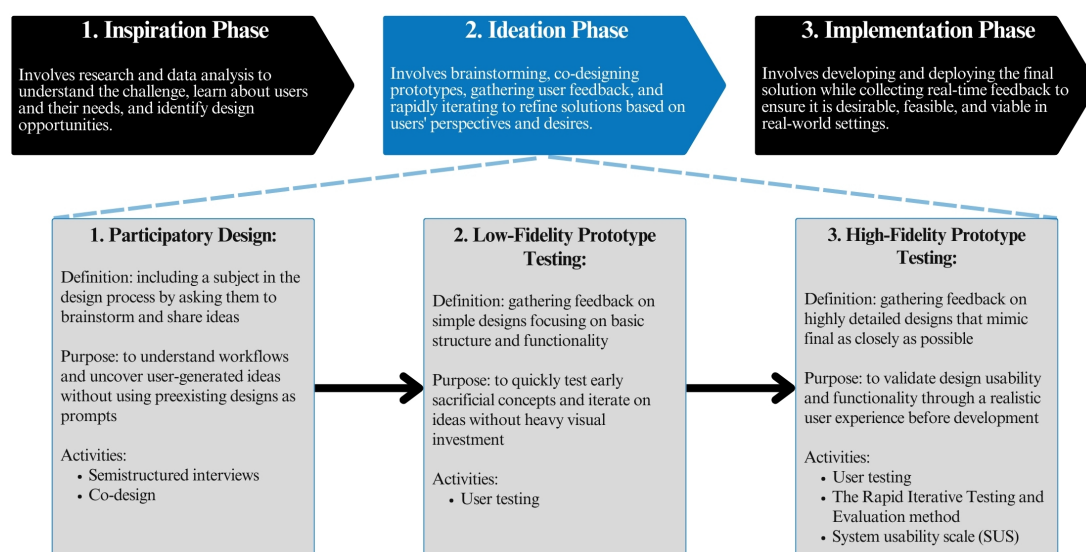 1. Inspiration Phase
Involves research and data analysis to
understand the challenge, learn about users
and their needs, and identify design
opportunities.
2. Ideation Phase
Involves brainstorming, co-designing
prototypes, gathering user feedback, and
rapidly iterating to refine solutions based on
users' perspectives and desires.
3. Implementation Phase
Involves developing and deploying the final
solution while collecting real-time feedback to
ensure it is desirable, feasible, and viable in
real-world settings.
1. Participatory Design:
Definition: including a subject in the
design process by asking them to
brainstorm and share ideas
Purpose: to understand workflows
and uncover user-generated ideas
without using preexisting designs as
prompts
Activities:
• Semistructured interviews
• Co-design
2. Low-Fidelity Prototype
Testing:
Definition: gathering feedback on
simple designs focusing on basic
structure and functionality
Purpose: to quickly test early
sacrificial concepts and iterate on
ideas without heavy visual
investment
Activities:
• User testing
3. High-Fidelity Prototype
Testing:
Definition: gathering feedback on
highly detailed designs that mimic
final as closely as possible
Purpose: to validate design usability
and functionality through a realistic
user experience before development
Activities:
• User testing
• The Rapid Iterative Testing and
Evaluation method
• System usability scale (SUS)